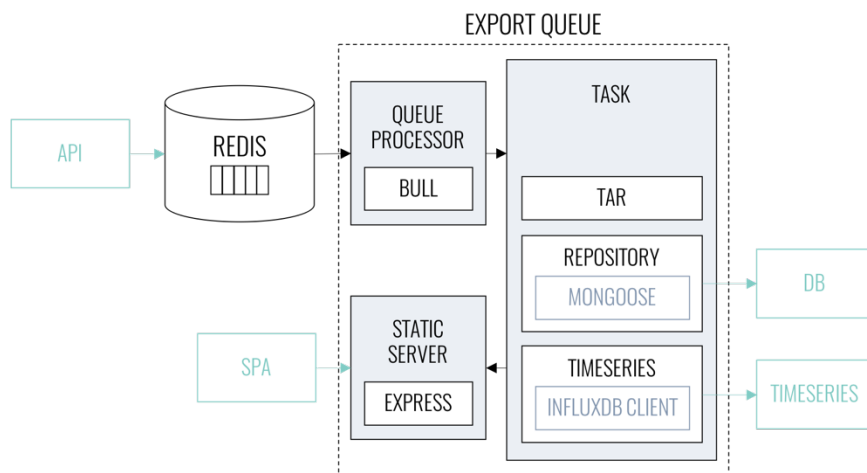 EXPORT QUEUE
API
REDIS
QUEUE
PROCESSOR
BULL
TASK
TAR
REPOSITORY
MONGOOSE
DB
SPA
STATIC
SERVER
EXPRESS
TIMESERIES
INFLUXDB CLIENT
TIMESERIES